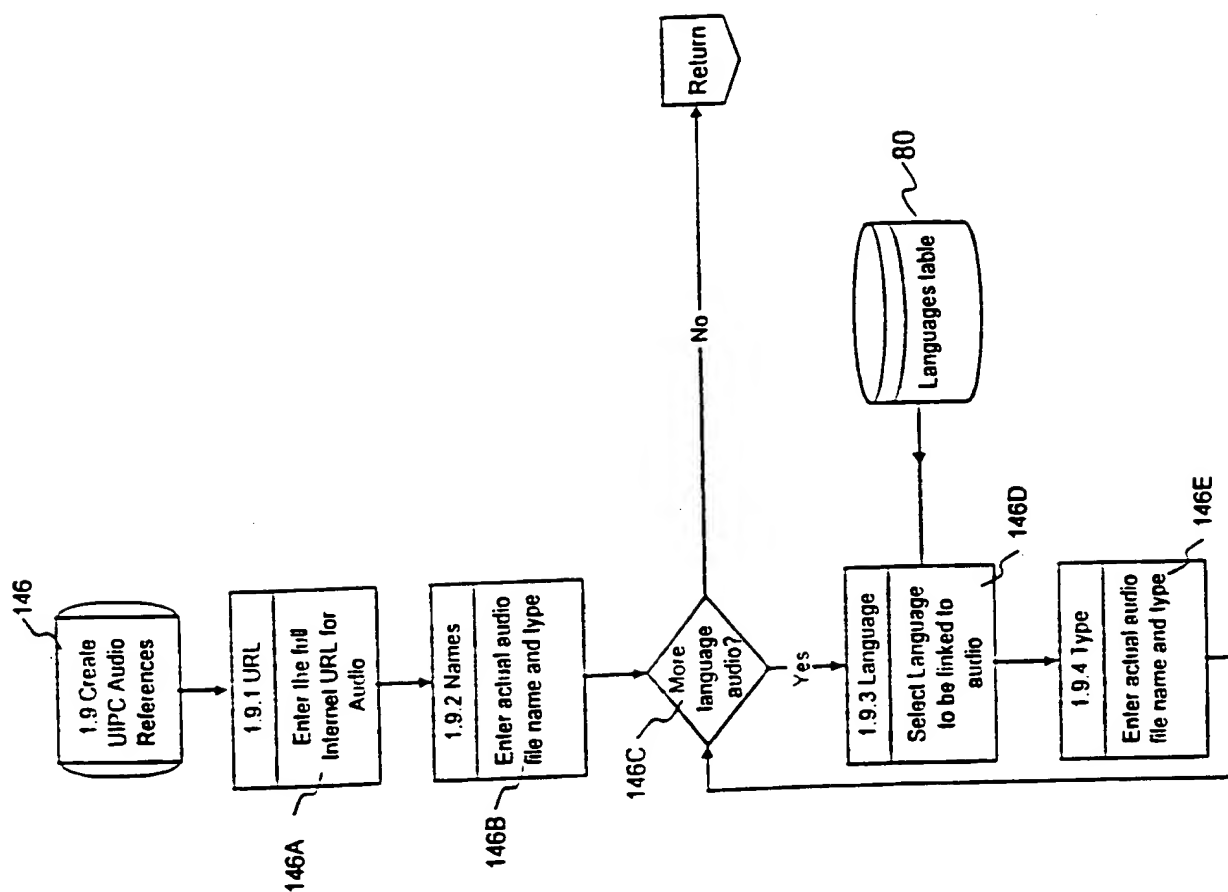 146
1.9 Create
UIPC Audio
References
1.9.1 URL
Enter the full
Internet URL for
Audio
146A
1.9.2 Names
Enter actual audio
file name and type
146B
146C
More
language
audio?
No
Return
Yes
1.9.3 Language
Select Language
to be linked to
audio
146D
Languages table
80
1.9.4 Type
Enter actual audio
file name and type
146E